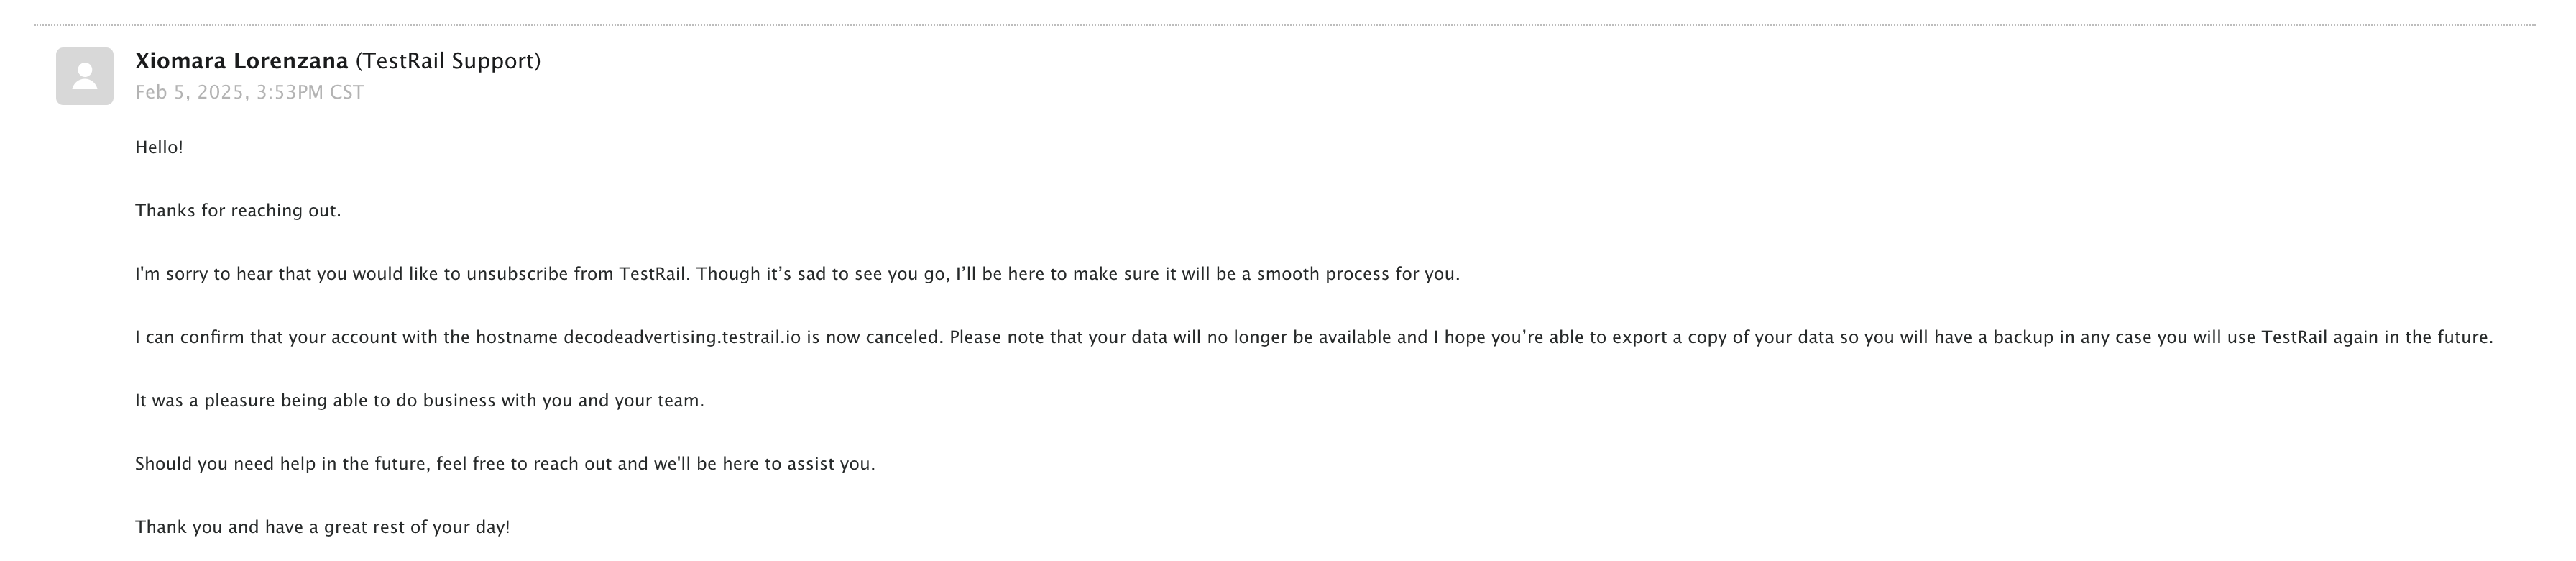 Xiomara Lorenzana (TestRail Support)
Feb 5, 2025, 3:53PM CST
Hello!
Thanks for reaching out.
I'm sorry to hear that you would like to unsubscribe from TestRail. Though it’s sad to see you go, I’ll be here to make sure it will be a smooth process for you.
I can confirm that your account with the hostname decodeadvertising.testrail.io is now canceled. Please note that your data will no longer be available and I hope you’re able to export a copy of your data so you will have a backup in any case you will use TestRail again in the future.
It was a pleasure being able to do business with you and your team.
Should you need help in the future, feel free to reach out and we'll be here to assist you.
Thank you and have a great rest of your day!